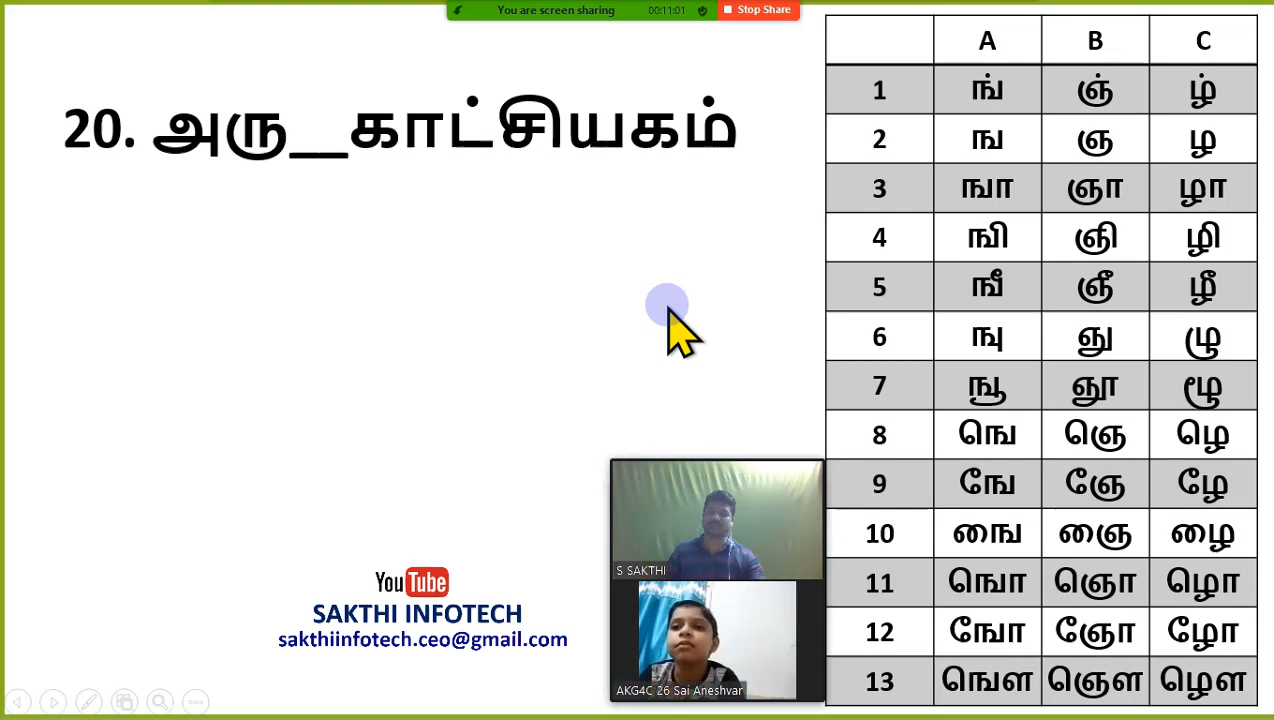 You are screen sharing 00:11:01 Stop Share
20. அரு__காட்சியகம்
A B C
1 ங் ஞ் ழ்
2 ங ஞ ழ
3 ஙா ஞா ழா
4 ஙி ஞி ழி
5 ஙீ ஞீ ழீ
6 ஙு ஞு ழு
7 ஙூ ஞூ ழூ
8 ஙெ ஞெ ழெ
9 ஙே ஞே ழே
10 ஙை ஞை ழை
11 ஙொ ஞொ ழொ
12 ஙோ ஞோ ழோ
13 ஙௌ ஞௌ ழௌ
S SAKTHI
AKG4C 26 Sai Aneshvar
YouTube
SAKTHI INFOTECH
sakthiinfotech.ceo@gmail.com